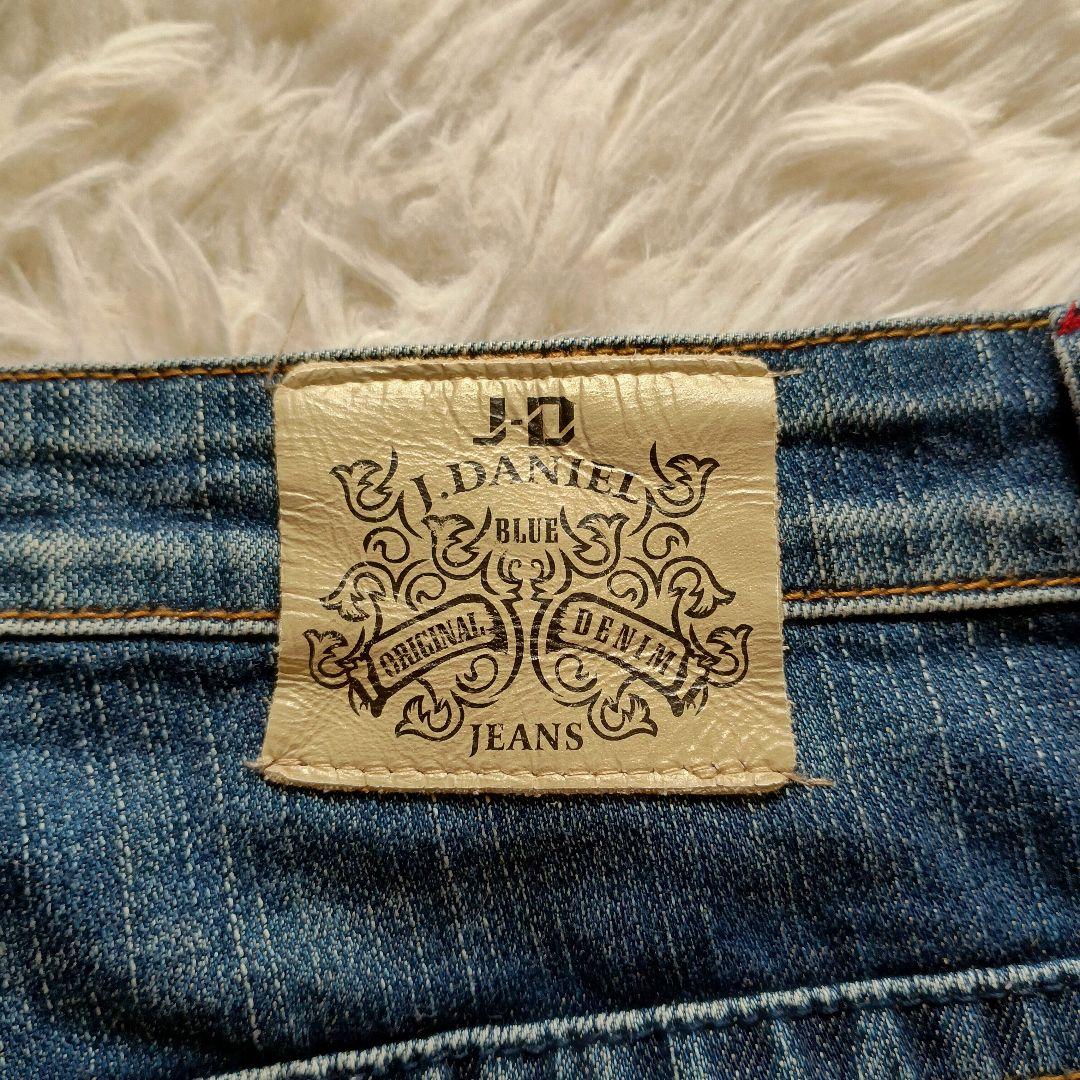 J-D
J.DANIEL
BLUE
ORIGINAL DENIM
JEANS